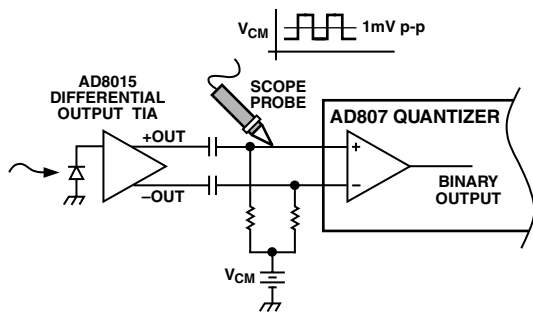 V_CM
1mV p-p
AD8015
DIFFERENTIAL
OUTPUT TIA
SCOPE
PROBE
AD807 QUANTIZER
+OUT
+
–
BINARY
OUTPUT
–OUT
V_CM